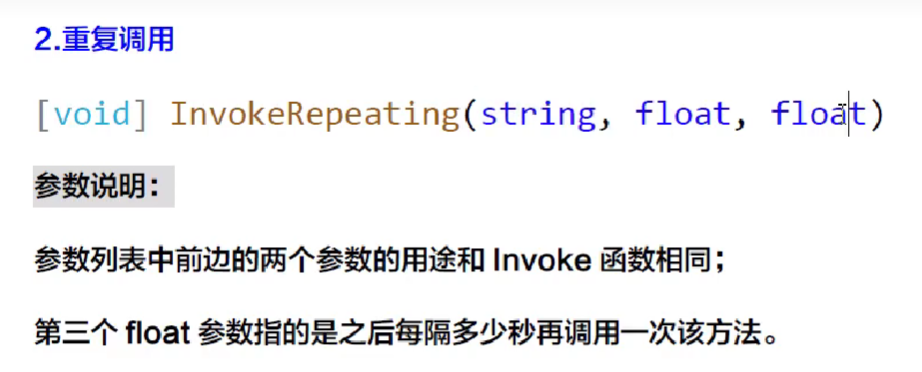 2.重复调用
[void] InvokeRepeating(string, float, float)
参数说明：
参数列表中前边的两个参数的用途和 Invoke 函数相同；
第三个 float 参数指的是之后每隔多少秒再调用一次该方法。